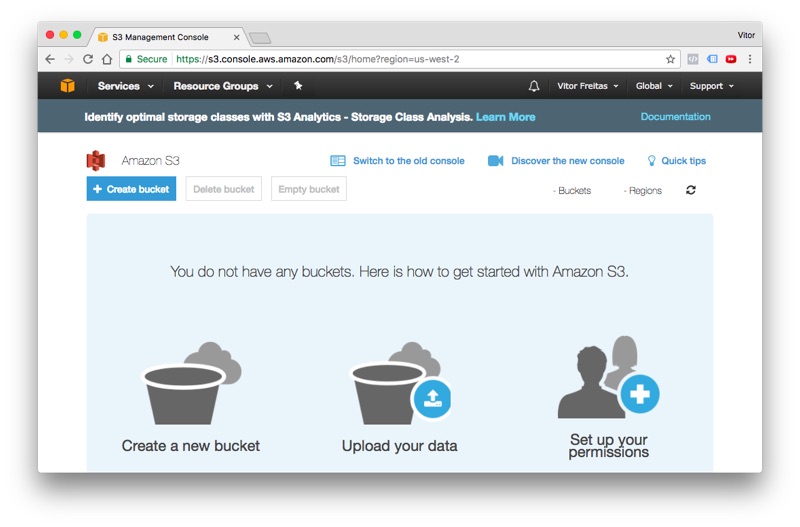 S3 Management Console
Vitor
Secure https://s3.console.aws.amazon.com/s3/home?region=us-west-2
Services Resource Groups Vitor Freitas Global Support
Identify optimal storage classes with S3 Analytics - Storage Class Analysis. Learn More Documentation
Amazon S3 Switch to the old console Discover the new console Quick tips
Create bucket Delete bucket Empty bucket - Buckets - Regions
You do not have any buckets. Here is how to get started with Amazon S3.
Create a new bucket Upload your data Set up your
permissions